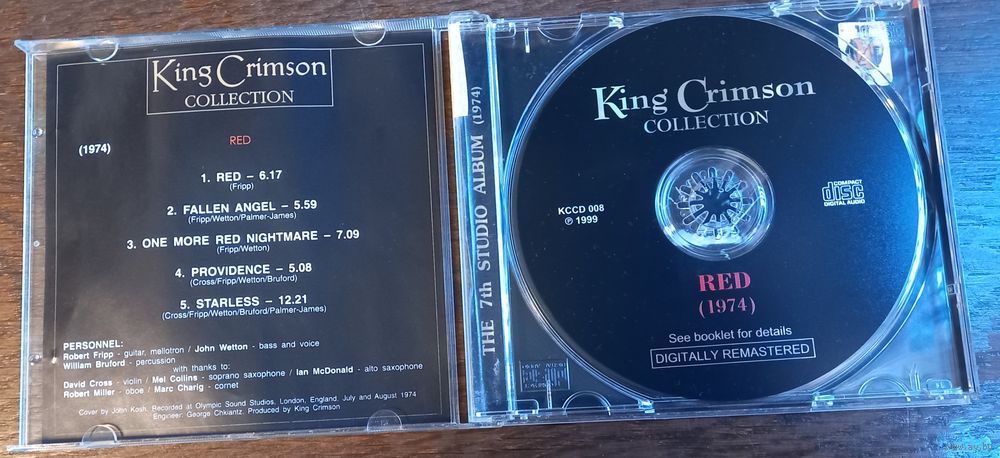 King Crimson
COLLECTION
(1974)
RED
1. RED – 6.17
(Fripp)
2. FALLEN ANGEL – 5.59
(Fripp/Wetton/Palmer-James)
3. ONE MORE RED NIGHTMARE – 7.09
(Fripp/Wetton)
4. PROVIDENCE – 5.08
(Cross/Fripp/Wetton/Bruford)
5. STARLESS – 12.21
(Cross/Fripp/Wetton/Bruford/Palmer-James)
PERSONNEL:
Robert Fripp - guitar, mellotron / John Wetton - bass and voice
William Bruford - percussion
with thanks to:
David Cross - violin / Mel Collins - soprano saxophone / Ian McDonald - alto saxophone
Robert Miller - oboe / Marc Charig - cornet
Cover by John Kosh. Recorded at Olympic Sound Studios, London, England. July and August 1974
Engineer: George Chkiantz. Produced by King Crimson
THE 7th STUDIO ALBUM (1974)
King Crimson
COLLECTION
KCCD 008
℗ 1999
COMPACT
disc
DIGITAL AUDIO
RED
(1974)
See booklet for details
DIGITALLY REMASTERED